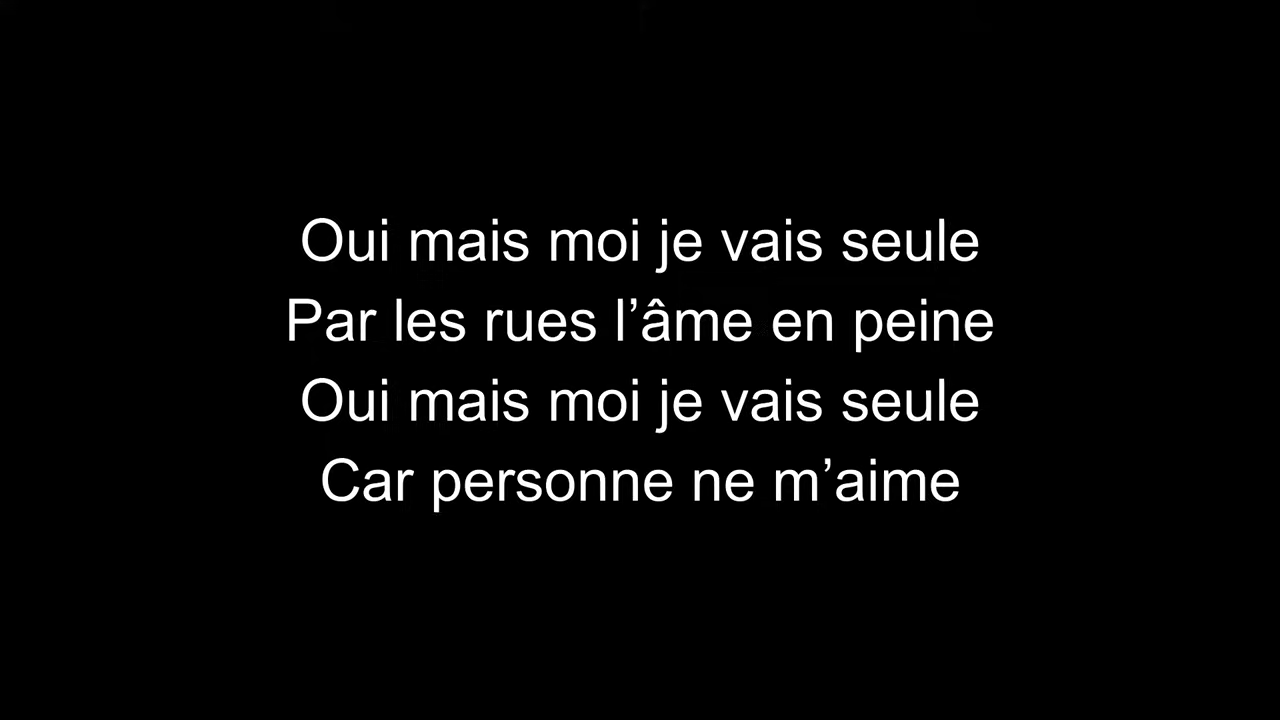 Oui mais moi je vais seule
Par les rues l’âme en peine
Oui mais moi je vais seule
Car personne ne m’aime